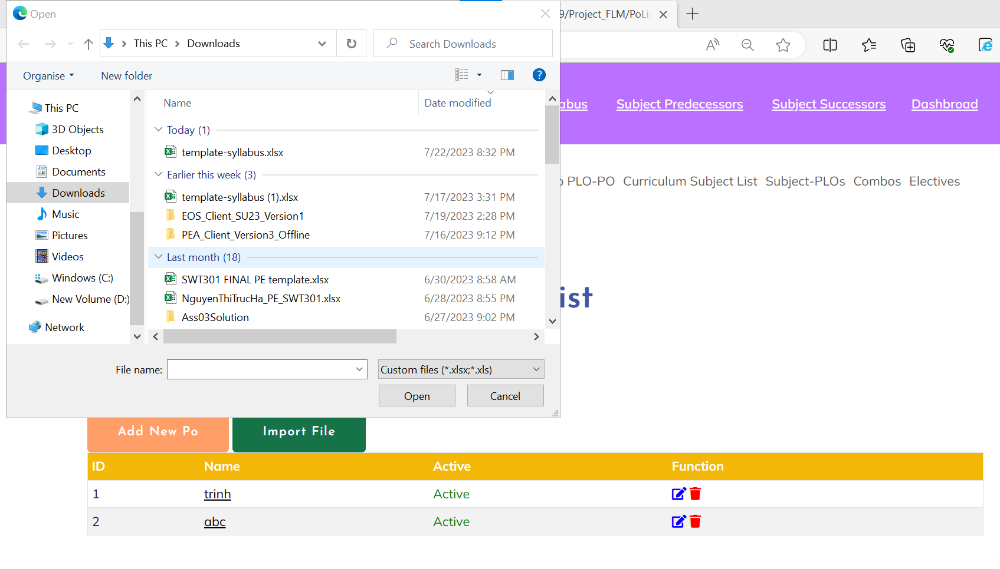 Open
9/Project_FLM/PoLis
This PC > Downloads
Search Downloads
Organise
New folder
?
abus
Subject Predecessors
Subject Successors
Dashbroad
This PC
3D Objects
Desktop
Documents
Downloads
Music
Pictures
Videos
Windows (C:)
New Volume (D:)
Network
Name
Date modified
Today (1)
template-syllabus.xlsx 7/22/2023 8:32 PM
Earlier this week (3)
template-syllabus (1).xlsx 7/17/2023 3:31 PM
EOS_Client_SU23_Version1 7/19/2023 2:28 PM
PEA_Client_Version3_Offline 7/16/2023 9:12 PM
Last month (18)
SWT301 FINAL PE template.xlsx 6/30/2023 8:58 AM
NguyenThiTrucHa_PE_SWT301.xlsx 6/28/2023 8:55 PM
Ass03Solution 6/27/2023 9:02 PM
PLO-PO Curriculum Subject List Subject-PLOs Combos Electives
ist
File name:
Custom files (*.xlsx;*.xls)
Open
Cancel
Add New Po
Import File
ID Name Active Function
1 trinh Active
2 abc Active